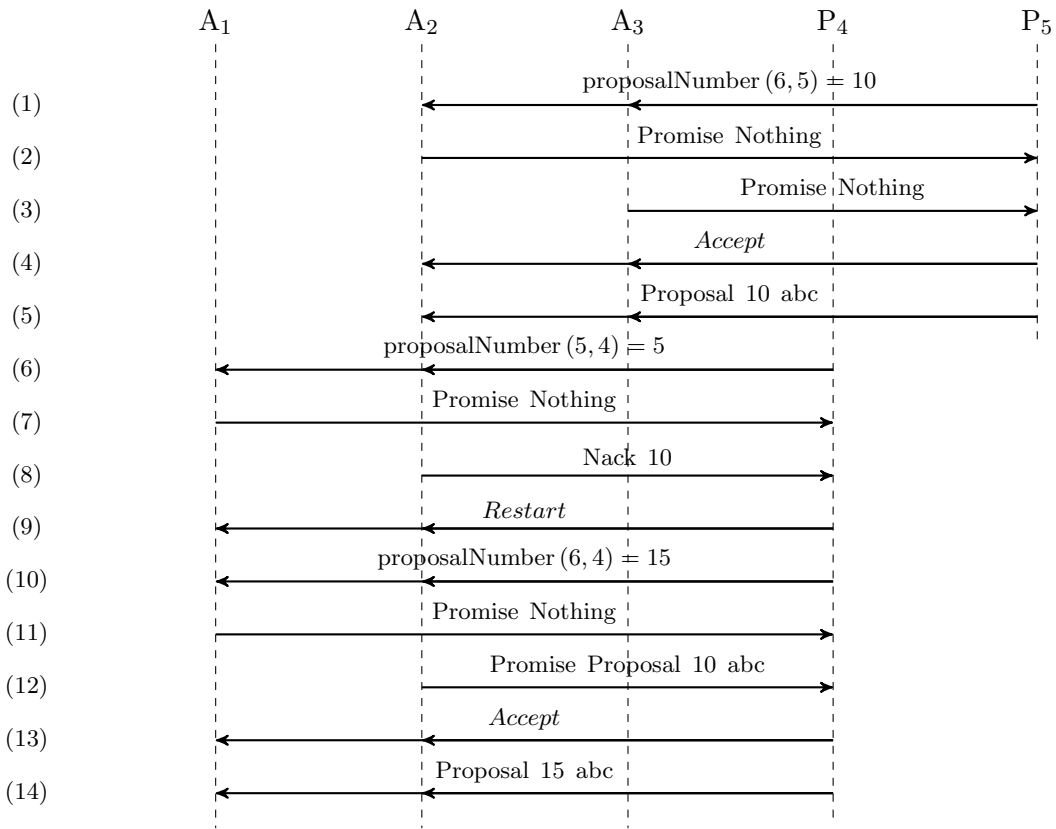 A1 A2 A3 P4 P5
(1) proposalNumber (6, 5) = 10
(2) Promise Nothing
(3) Promise Nothing
(4) Accept
(5) Proposal 10 abc
(6) proposalNumber (5, 4) = 5
(7) Promise Nothing
(8) Nack 10
(9) Restart
(10) proposalNumber (6, 4) = 15
(11) Promise Nothing
(12) Promise Proposal 10 abc
(13) Accept
(14) Proposal 15 abc